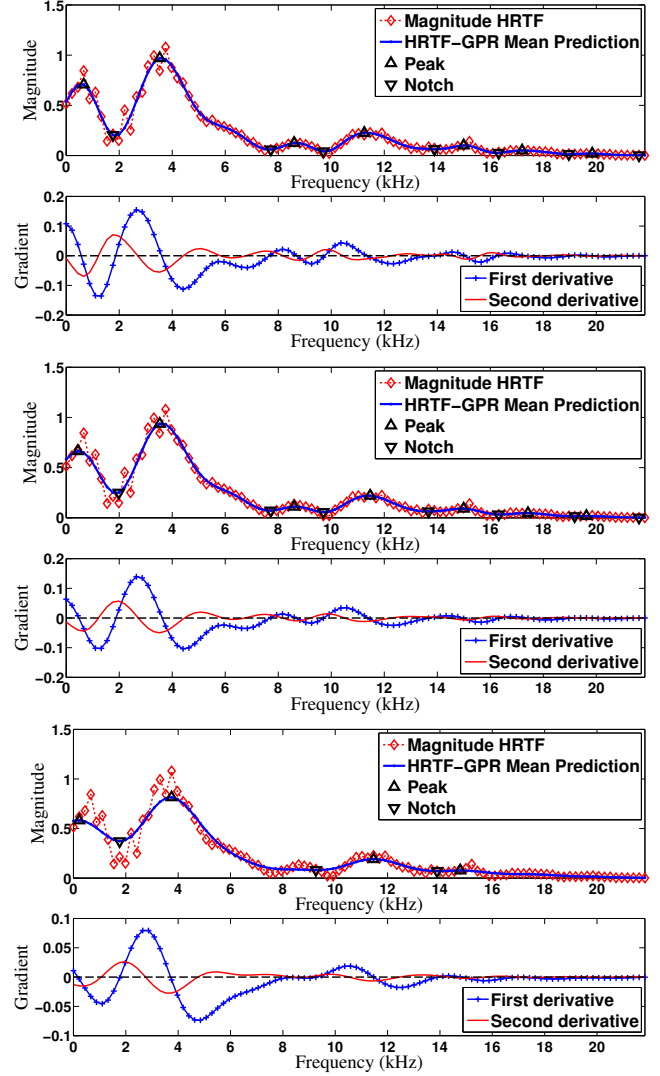 1.5
1
0.5
0
Magnitude
Magnitude HRTF
HRTF-GPR Mean Prediction
Peak
Notch
0 2 4 6 8 10 12 14 16 18 20
Frequency (kHz)
0.2
0.1
0
−0.1
−0.2
Gradient
First derivative
Second derivative
0 2 4 6 8 10 12 14 16 18 20
Frequency (kHz)
1.5
1
0.5
0
Magnitude
Magnitude HRTF
HRTF-GPR Mean Prediction
Peak
Notch
0 2 4 6 8 10 12 14 16 18 20
Frequency (kHz)
0.2
0.1
0
−0.1
−0.2
Gradient
First derivative
Second derivative
0 2 4 6 8 10 12 14 16 18 20
Frequency (kHz)
1.5
1
0.5
0
Magnitude
Magnitude HRTF
HRTF-GPR Mean Prediction
Peak
Notch
0 2 4 6 8 10 12 14 16 18 20
Frequency (kHz)
0.1
0.05
0
−0.05
−0.1
Gradient
First derivative
Second derivative
0 2 4 6 8 10 12 14 16 18 20
Frequency (kHz)